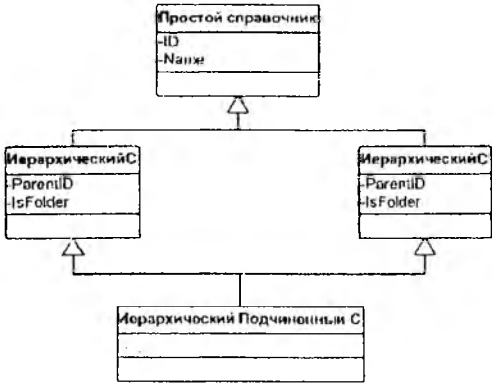 Простой справочник
-ID
-Name
ИерархическийС
-ParentID
-IsFolder
ИерархическийС
-ParentID
-IsFolder
Иерархический Подчиненный С